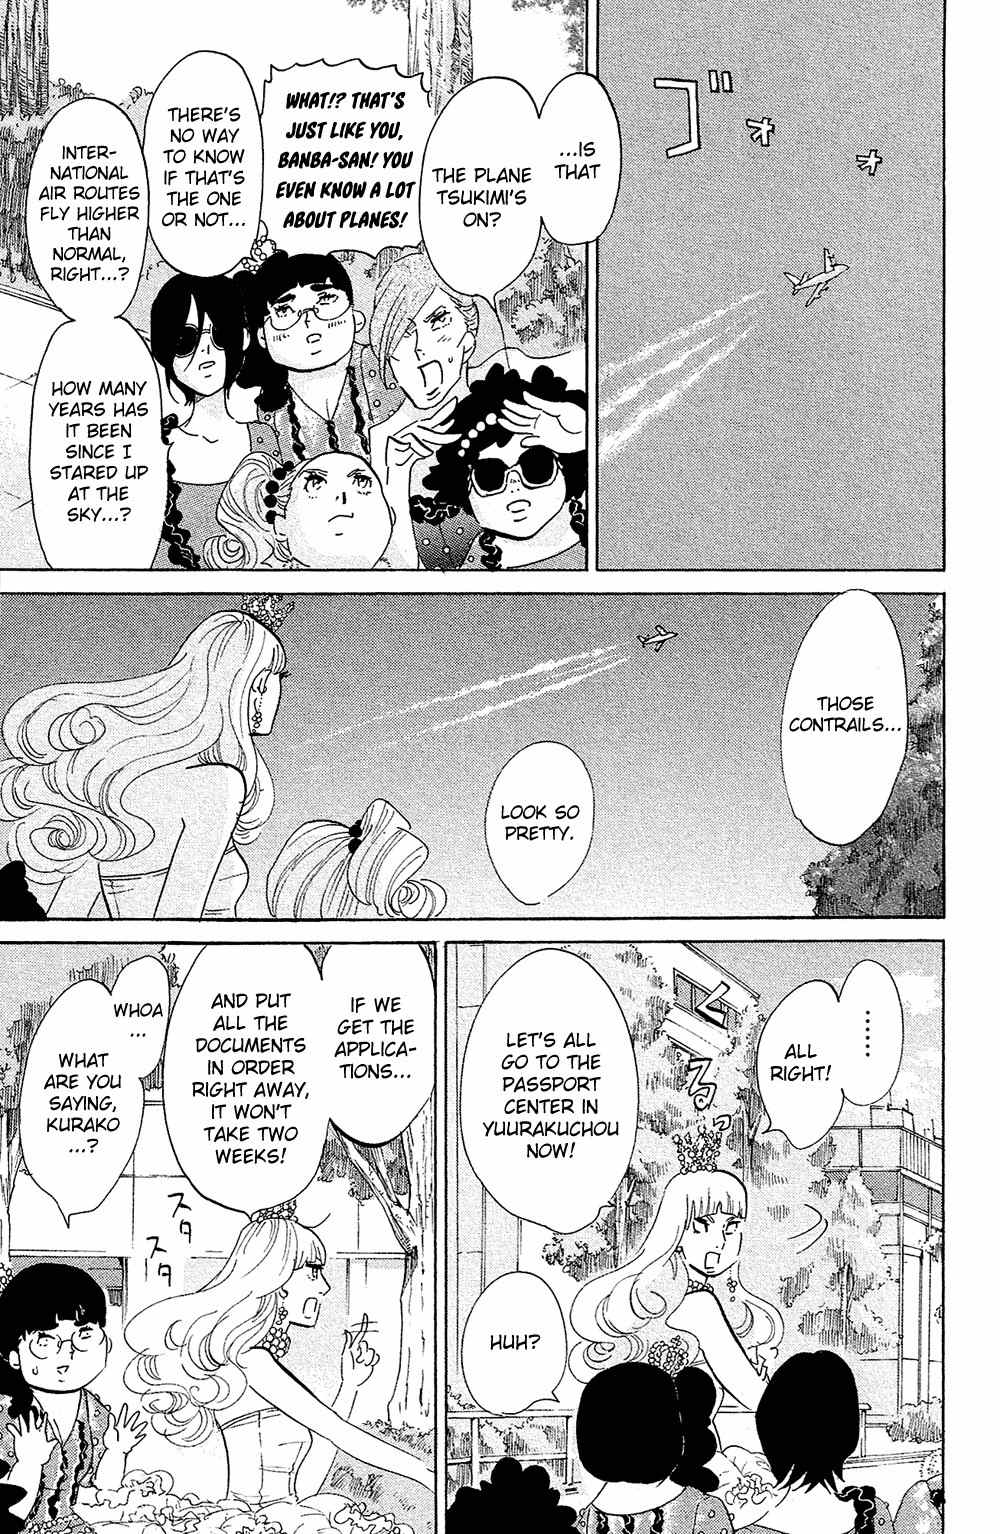 ゴォォ
...IS
THAT
THE PLANE
TSUKIMI'S
ON?
WHAT!? THAT'S
JUST LIKE YOU,
BANBA-SAN! YOU
EVEN KNOW A LOT
ABOUT PLANES!
THERE'S
NO WAY
TO KNOW
IF THAT'S
THE ONE
OR NOT...
INTER-
NATIONAL
AIR ROUTES
FLY HIGHER
THAN
NORMAL,
RIGHT...?
HOW MANY
YEARS HAS
IT BEEN
SINCE I
STARED UP
AT THE
SKY...?
THOSE
CONTRAILS...
LOOK SO
PRETTY.
......
ALL
RIGHT!
くるっ
LET'S ALL
GO TO THE
PASSPORT
CENTER IN
YUURAKUCHOU
NOW!
HUH?
IF WE
GET THE
APPLICA-
TIONS...
AND PUT
ALL THE
DOCUMENTS
IN ORDER
RIGHT AWAY,
IT WON'T
TAKE TWO
WEEKS!
スタ
スタ
WHOA
...
WHAT
ARE YOU
SAYING,
KURAKO
...?